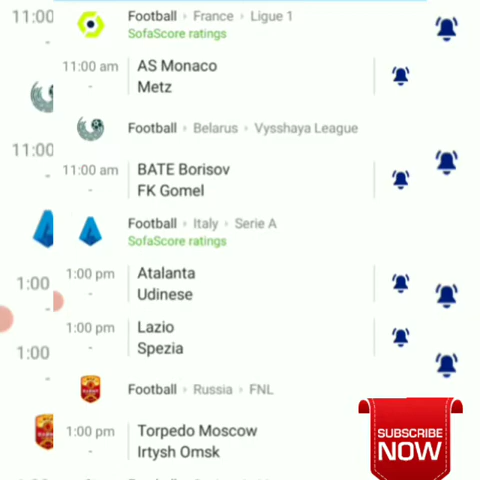 11:00
Football › France › Ligue 1
SofaScore ratings
-
11:00 am
AS Monaco
-
Metz
Football › Belarus › Vysshaya League
11:00
11:00 am
BATE Borisov
-
-
FK Gomel
Football › Italy › Serie A
SofaScore ratings
1:00
1:00 pm
Atalanta
-
-
Udinese
1:00 pm
Lazio
1:00
-
Spezia
-
Football › Russia › FNL
1:00 pm
Torpedo Moscow
-
Irtysh Omsk
SUBSCRIBE
NOW